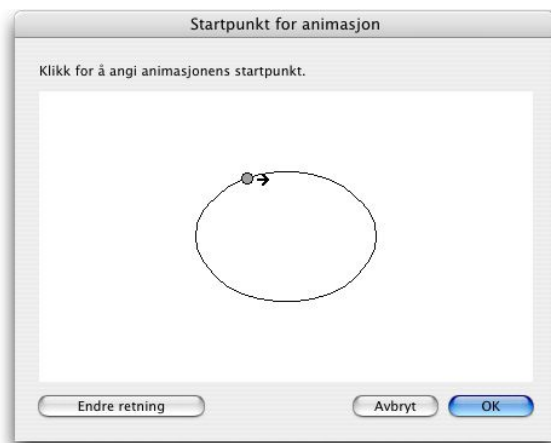 Startpunkt for animasjon
Klikk for å angi animasjonens startpunkt.
Endre retning
Avbryt
OK